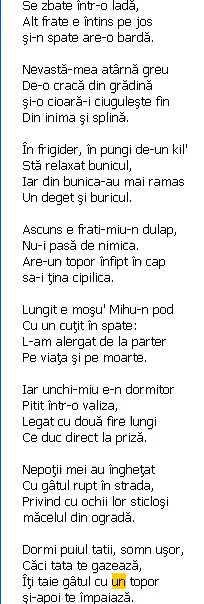 Se zbate într-o ladă,
Alt frate e întins pe jos
şi-n spate are-o bardă.

Nevastă-mea atârnă greu
De-o cracă din grădină
şi-o cioară-i ciuguleşte fin
Din inima şi splină.

În frigider, în pungi de-un kil'
Stă relaxat bunicul,
Iar din bunica-au mai ramas
Un deget şi buricul.

Ascuns e frati-miu-n dulap,
Nu-i pasă de nimica.
Are-un topor înfipt în cap
sa-i ţina cipilica.

Lungit e moşu' Mihu-n pod
Cu un cuţit în spate:
L-am alergat de la parter
Pe viaţa şi pe moarte.

Iar unchi-miu e-n dormitor
Pitit într-o valiza,
Legat cu două fire lungi
Ce duc direct la priză.

Nepoţii mei au îngheţat
Cu gâtul rupt în strada,
Privind cu ochii lor sticloşi
măcelul din ogradă.

Dormi puiul tatii, somn uşor,
Căci tata te gazează,
Îţi taie gâtul cu un topor
şi-apoi te împaiază.